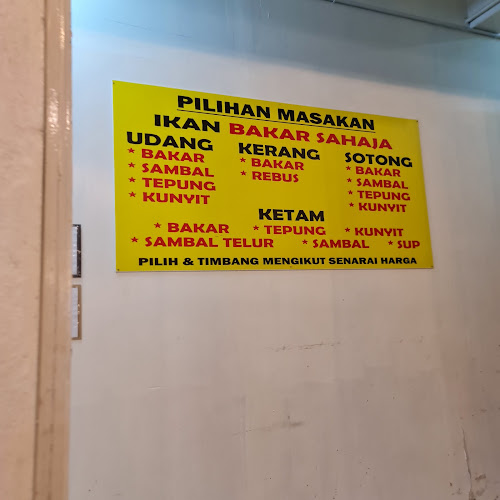 PILIHAN MASAKAN
IKAN BAKAR SAHAJA
UDANG KERANG SOTONG
* BAKAR * BAKAR * BAKAR
* SAMBAL * REBUS * SAMBAL
* TEPUNG * TEPUNG
* KUNYIT * KUNYIT
KETAM
* BAKAR * TEPUNG * KUNYIT
* SAMBAL TELUR * SAMBAL * SUP
PILIH & TIMBANG MENGIKUT SENARAI HARGA